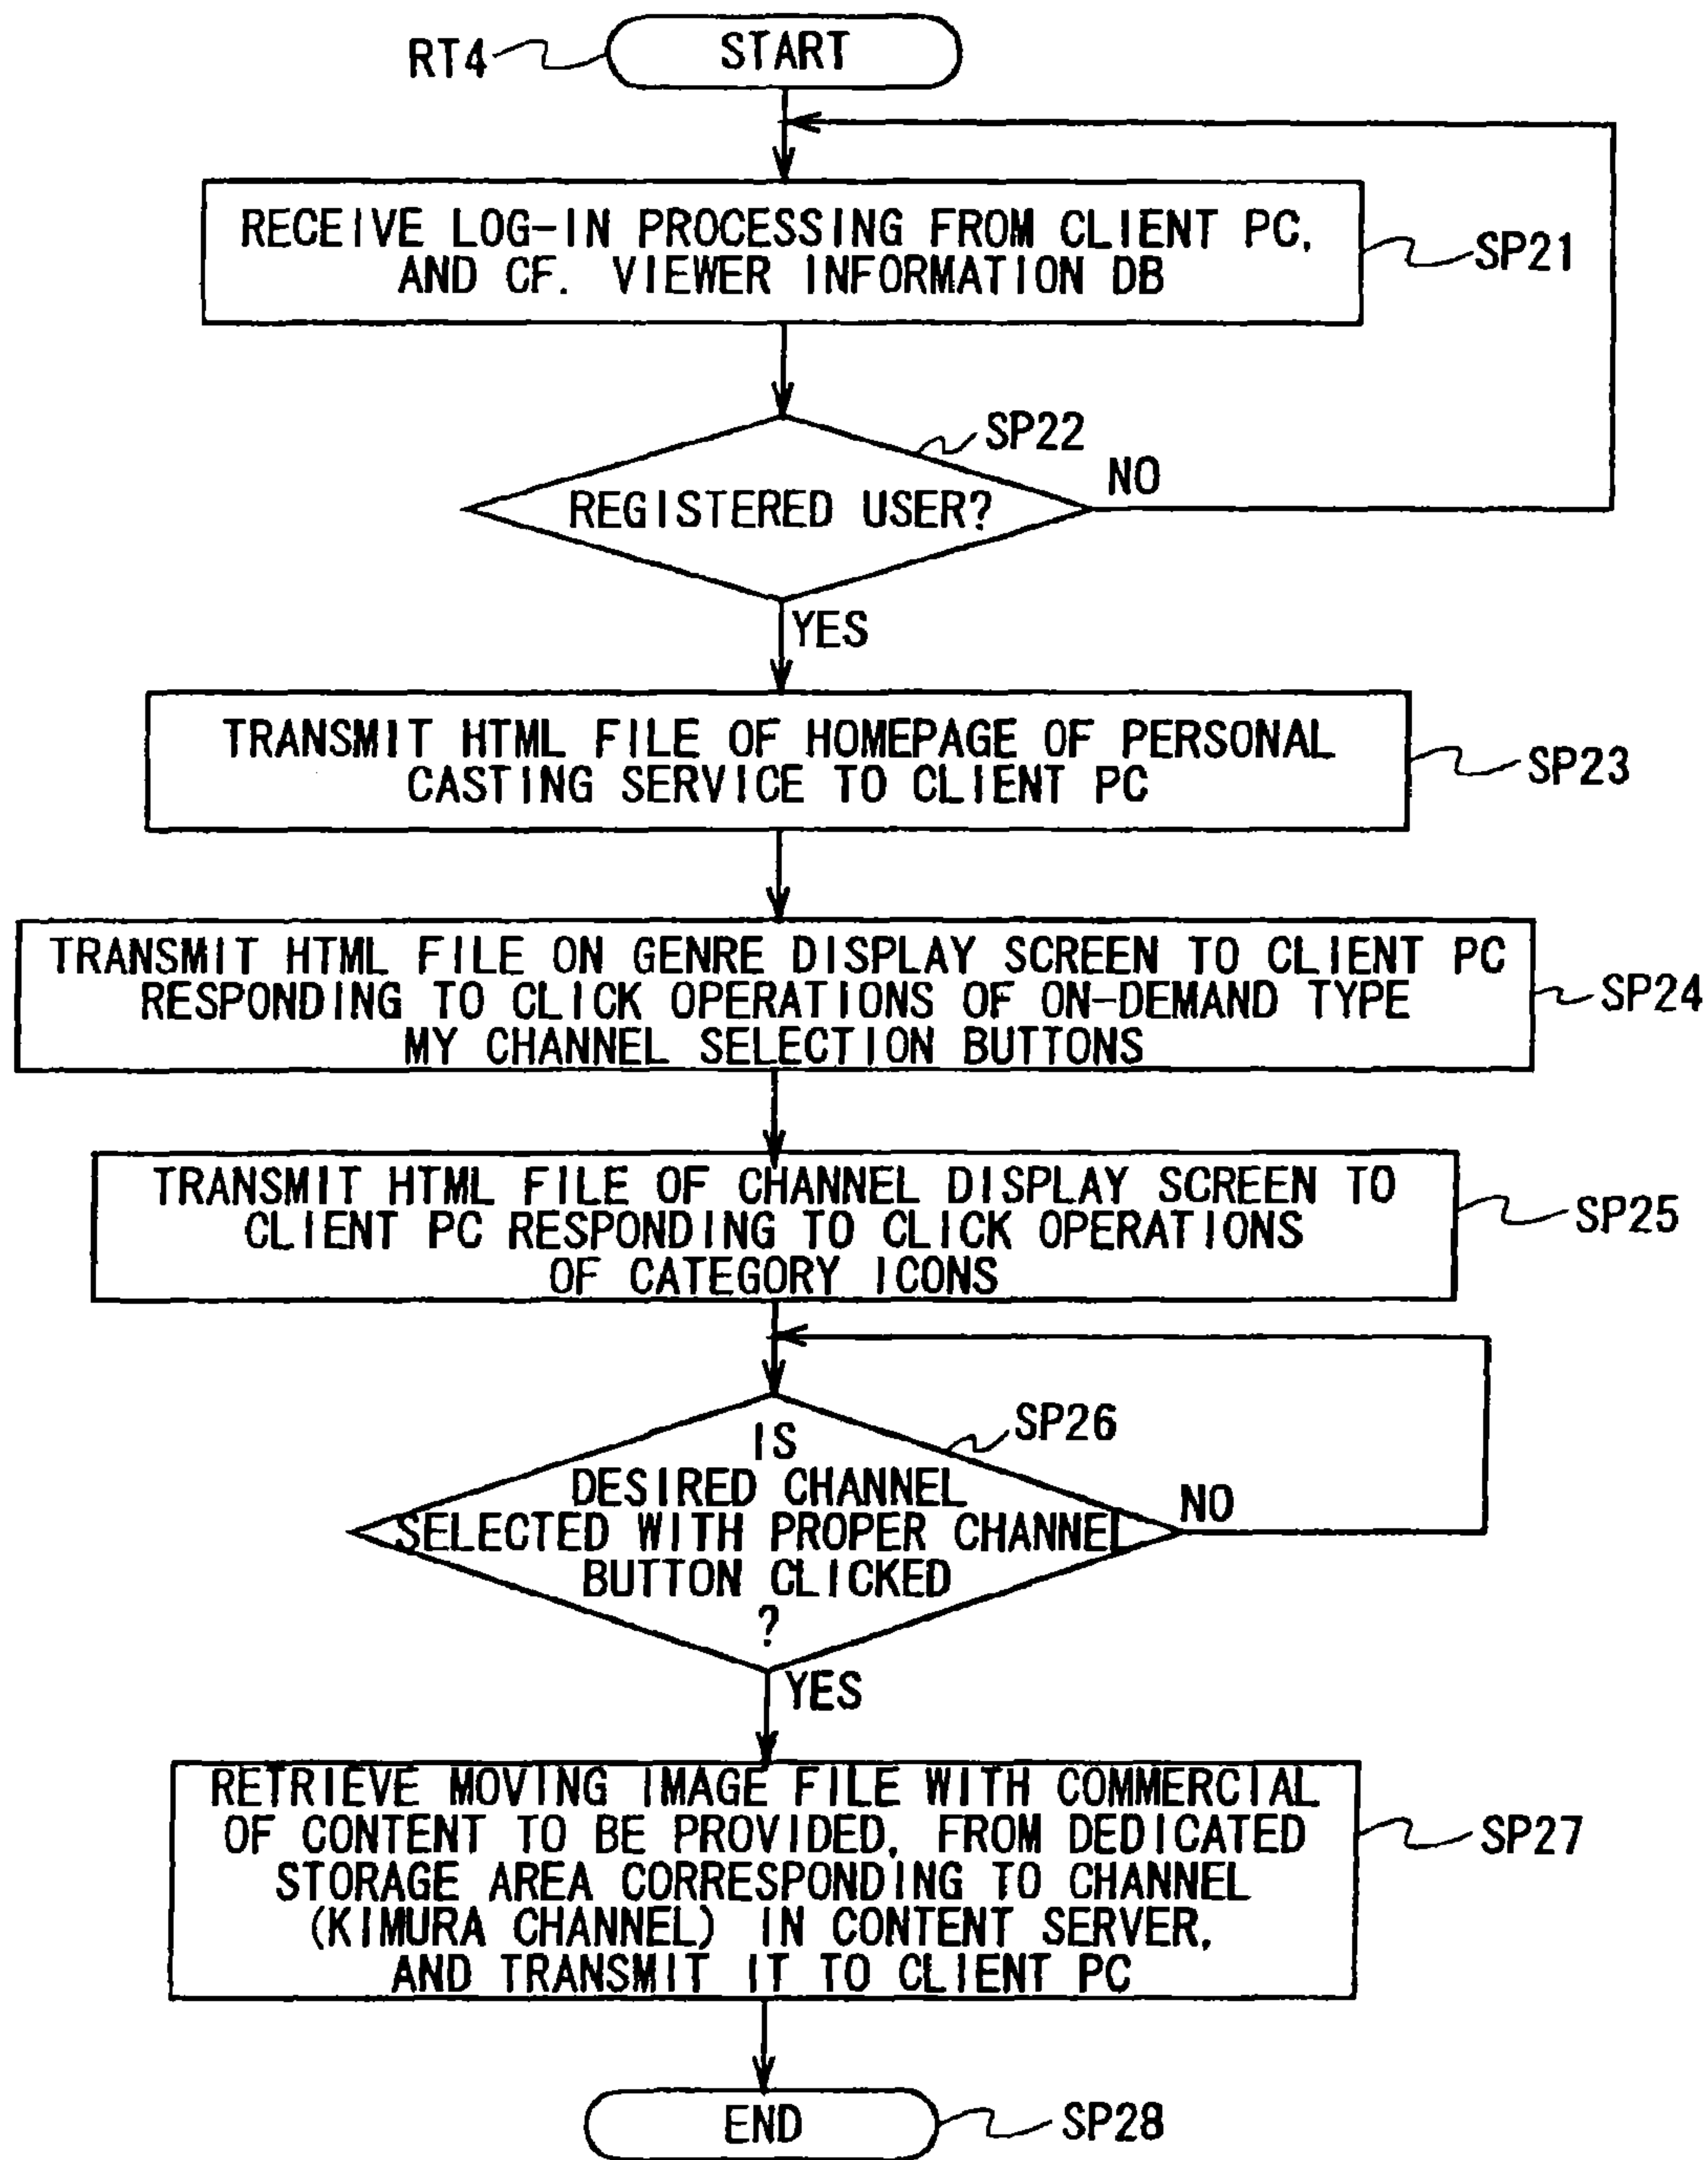 START
RT4
RECEIVE LOG-IN PROCESSING FROM CLIENT PC,
AND CF. VIEWER INFORMATION DB
SP21
SP22
REGISTERED USER?
NO
YES
TRANSMIT HTML FILE OF HOMEPAGE OF PERSONAL
CASTING SERVICE TO CLIENT PC
SP23
TRANSMIT HTML FILE ON GENRE DISPLAY SCREEN TO CLIENT PC
RESPONDING TO CLICK OPERATIONS OF ON-DEMAND TYPE
MY CHANNEL SELECTION BUTTONS
SP24
TRANSMIT HTML FILE OF CHANNEL DISPLAY SCREEN TO
CLIENT PC RESPONDING TO CLICK OPERATIONS
OF CATEGORY ICONS
SP25
SP26
IS
DESIRED CHANNEL
SELECTED WITH PROPER CHANNEL
BUTTON CLICKED
?
NO
YES
RETRIEVE MOVING IMAGE FILE WITH COMMERCIAL
OF CONTENT TO BE PROVIDED, FROM DEDICATED
STORAGE AREA CORRESPONDING TO CHANNEL
(KIMURA CHANNEL) IN CONTENT SERVER,
AND TRANSMIT IT TO CLIENT PC
SP27
END
SP28